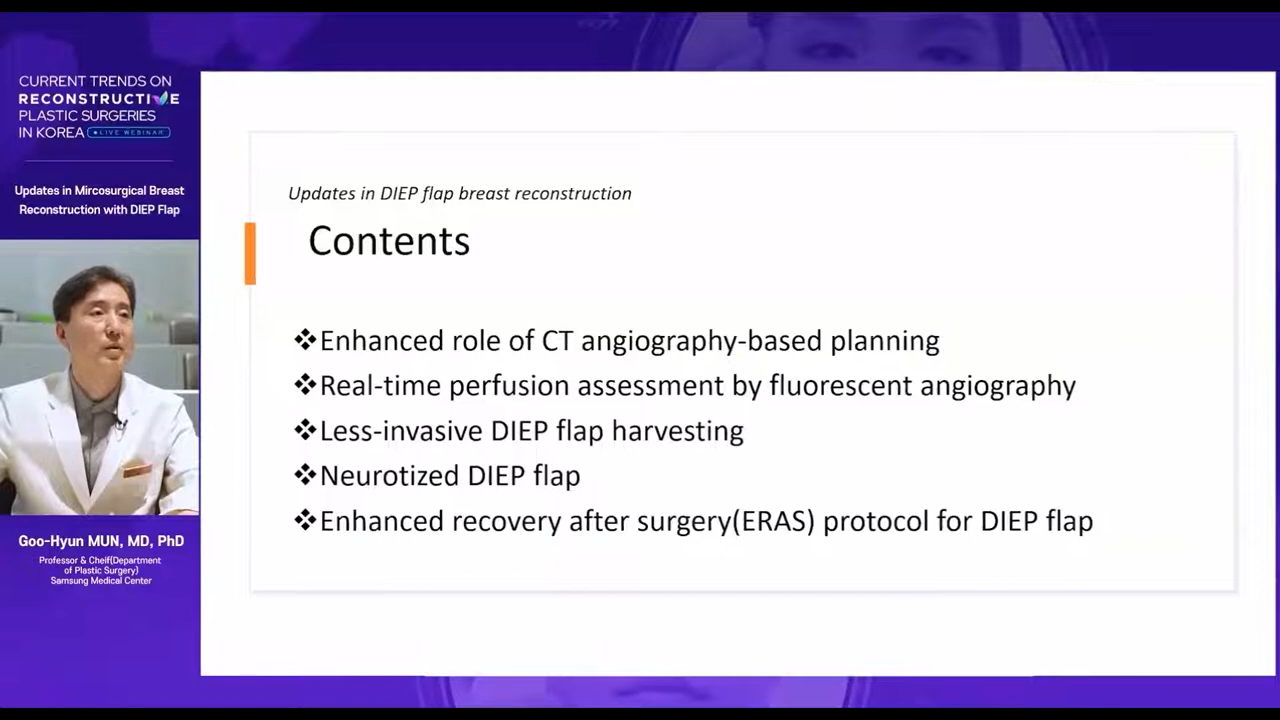 CURRENT TRENDS ON
RECONSTRUCTIVE
PLASTIC SURGERIES
IN KOREA LIVE WEBINAR
Updates in Mircosurgical Breast
Reconstruction with DIEP Flap
Goo-Hyun MUN, MD, PhD
Professor & Cheif(Department
of Plastic Surgery)
Samsung Medical Center
Updates in DIEP flap breast reconstruction
Contents
❖Enhanced role of CT angiography-based planning
❖Real-time perfusion assessment by fluorescent angiography
❖Less-invasive DIEP flap harvesting
❖Neurotized DIEP flap
❖Enhanced recovery after surgery(ERAS) protocol for DIEP flap